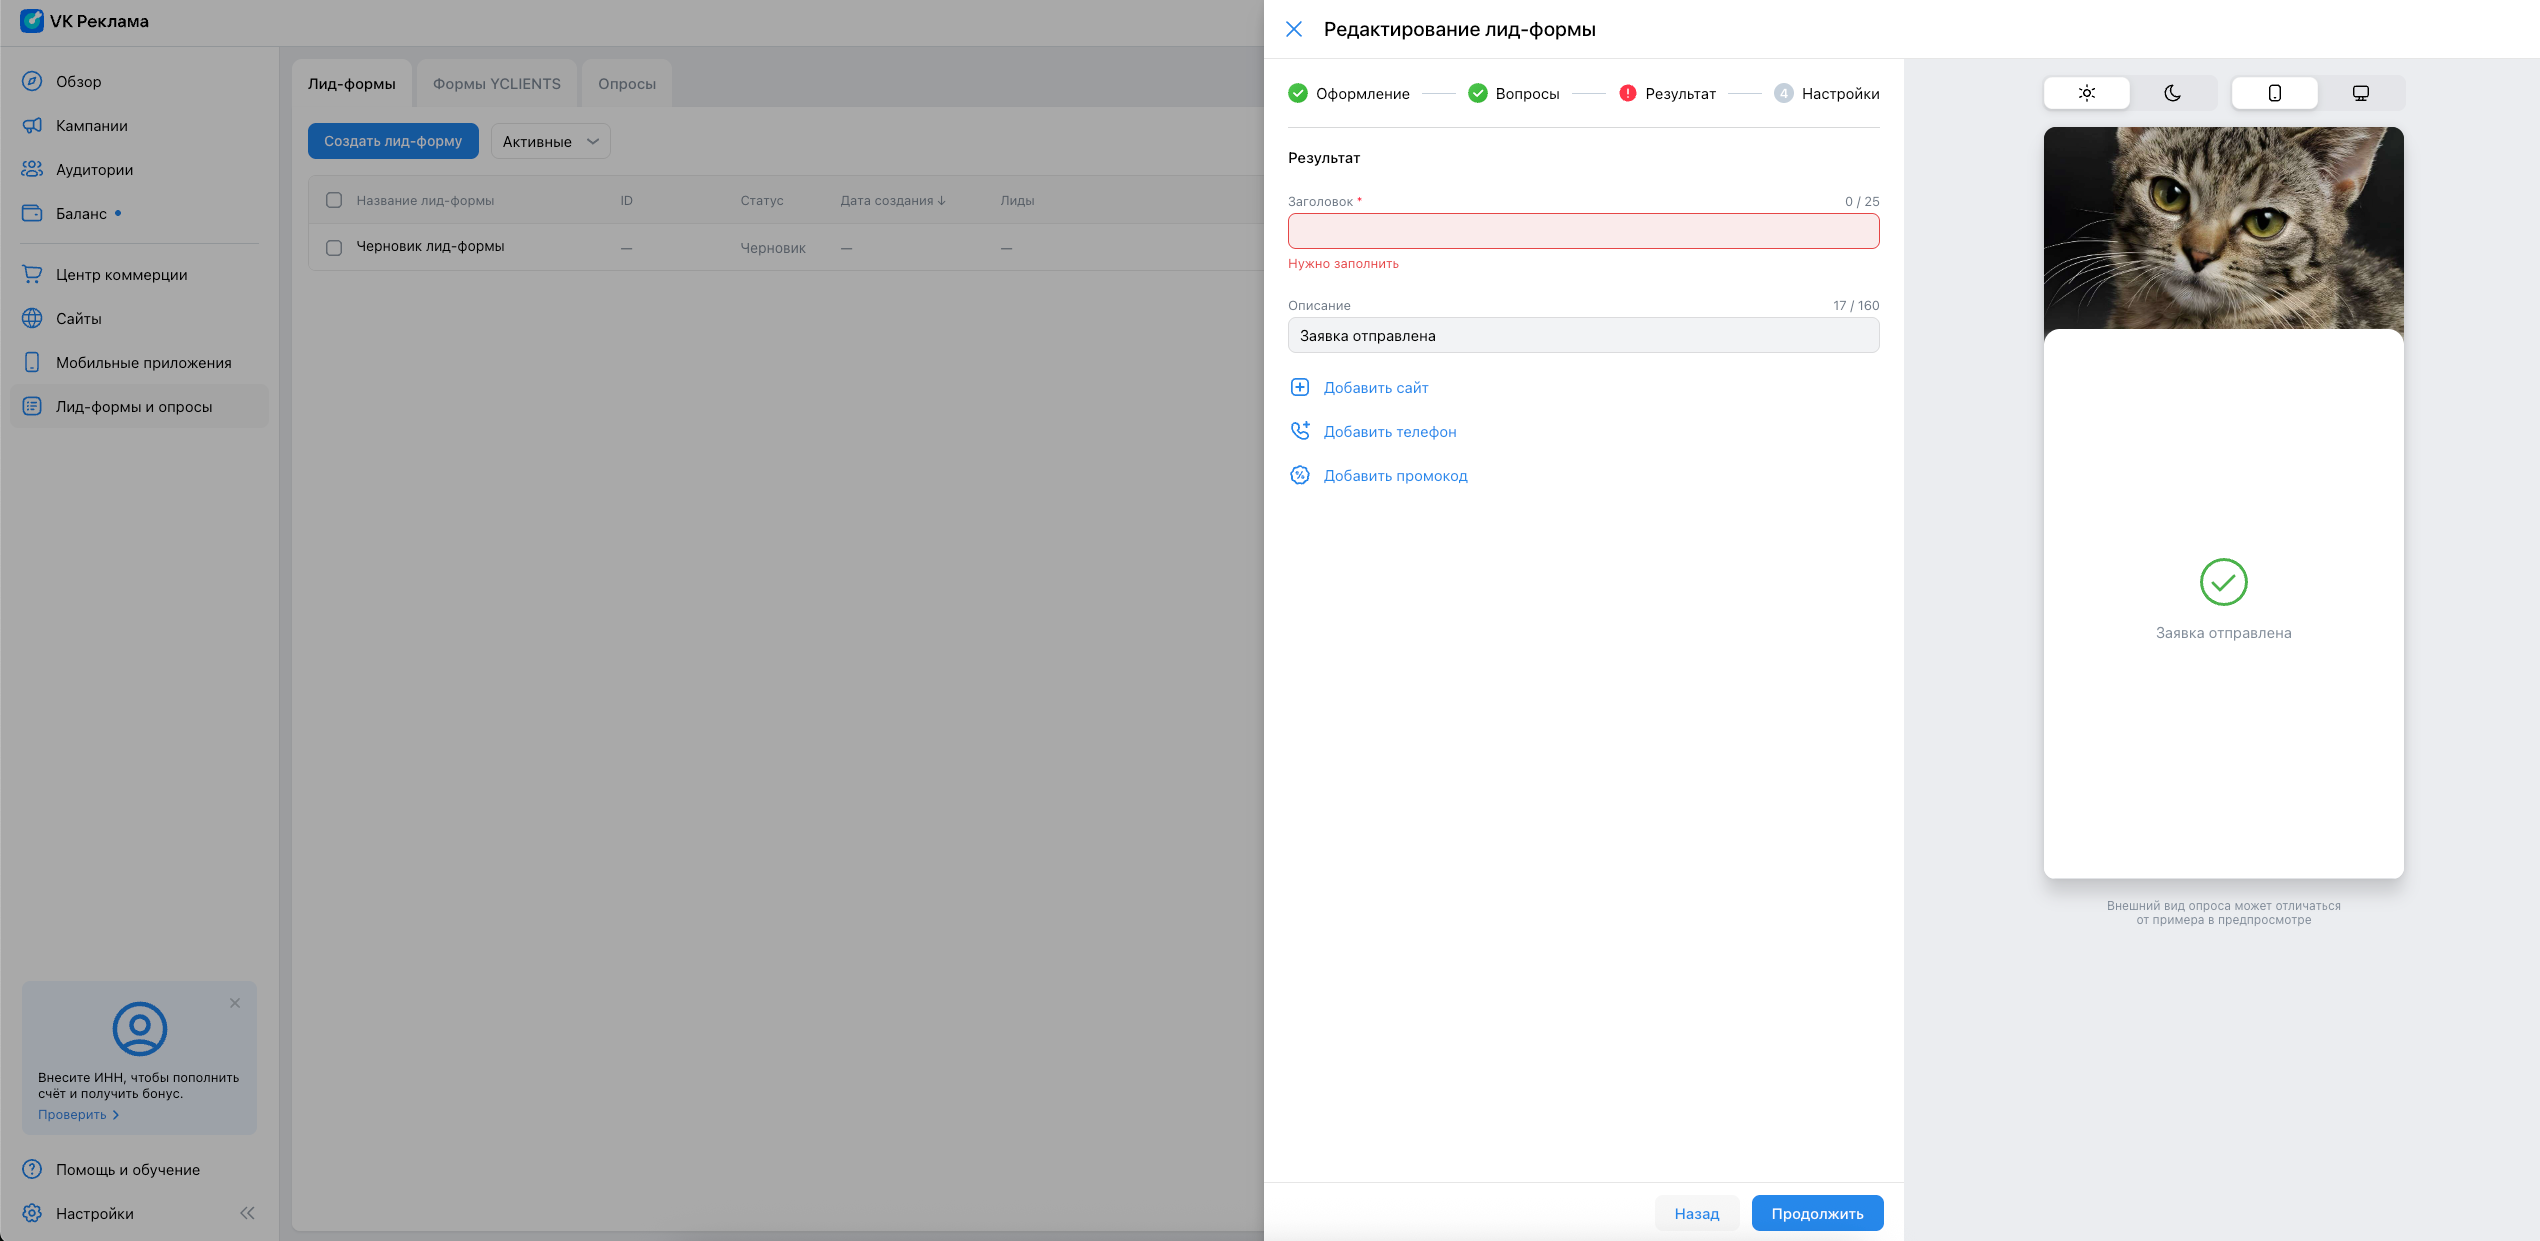 VK Реклама
Обзор
Кампании
Аудитории
Баланс
Центр коммерции
Сайты
Мобильные приложения
Лид-формы и опросы
Внесите ИНН, чтобы пополнить
счёт и получить бонус.
Проверить
Помощь и обучение
Настройки
Лид-формы
Формы YCLIENTS
Опросы
Создать лид-форму
Активные
Название лид-формы
ID
Статус
Дата создания
Лиды
Черновик лид-формы
—
Черновик
—
—
Редактирование лид-формы
Оформление
Вопросы
Результат
4 Настройки
Результат
Заголовок *
0 / 25
Нужно заполнить
Описание
17 / 160
Заявка отправлена
Добавить сайт
Добавить телефон
Добавить промокод
Назад
Продолжить
Заявка отправлена
Внешний вид опроса может отличаться
от примера в предпросмотре